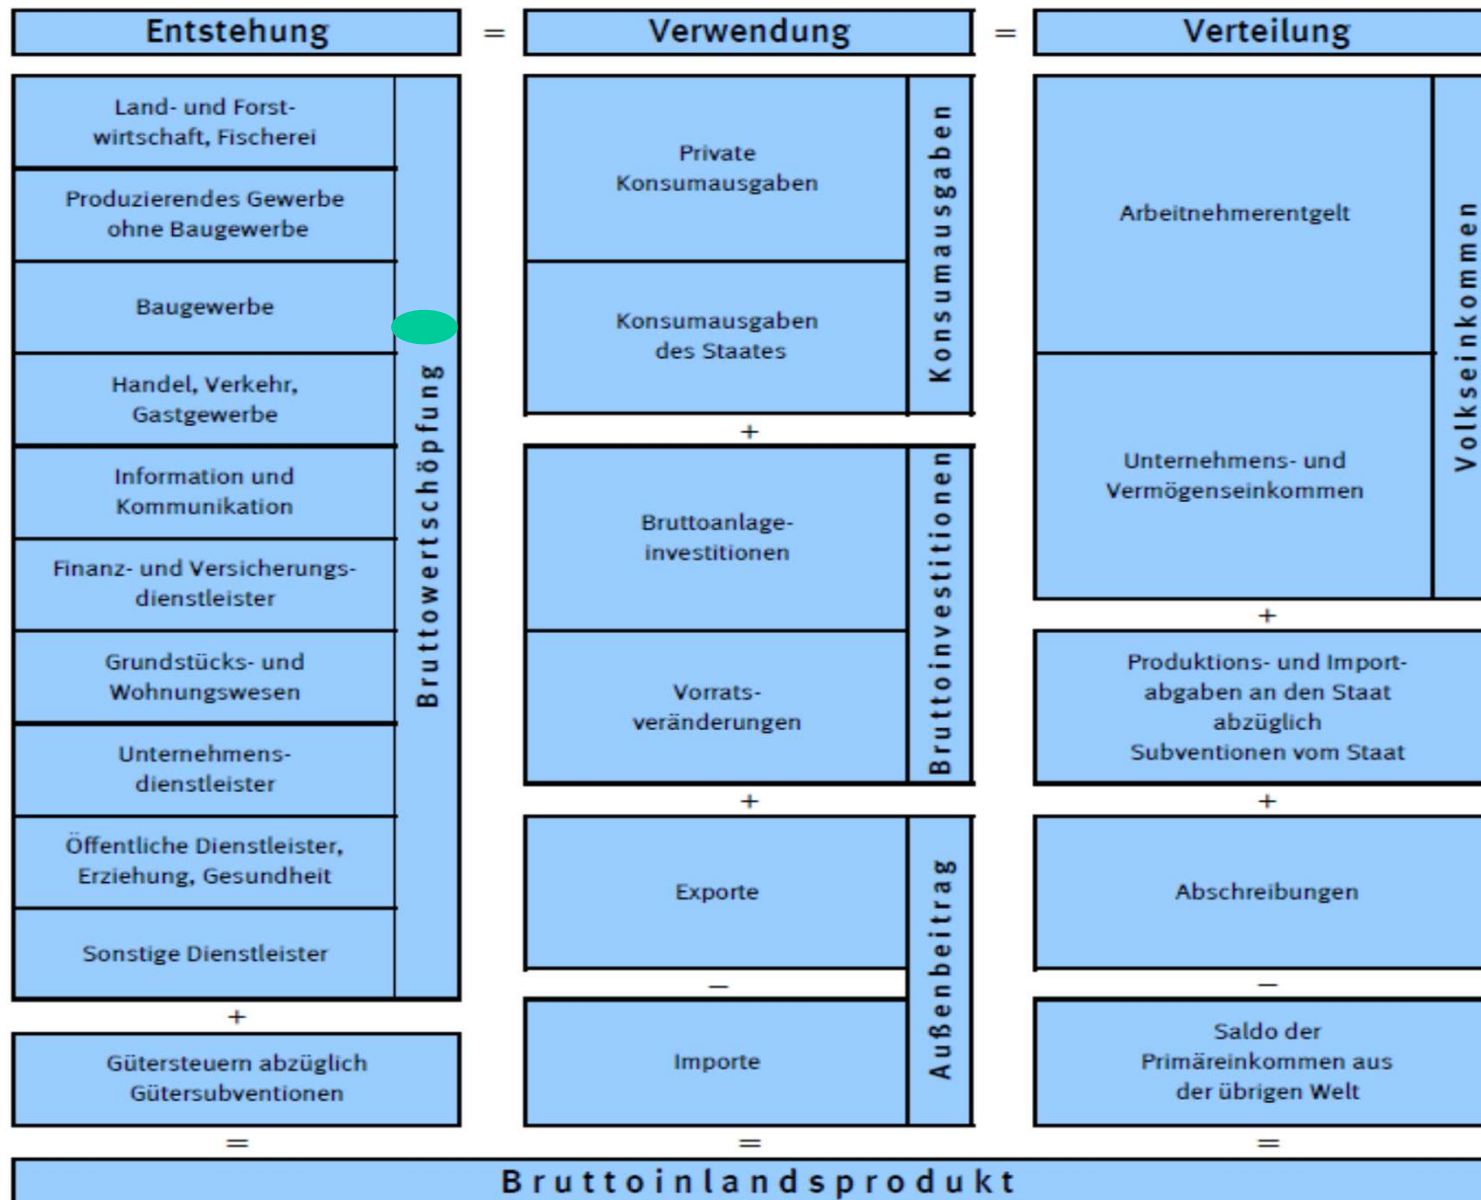 Entstehung
=
Verwendung
=
Verteilung
Land- und Forst-
wirtschaft, Fischerei
Produzierendes Gewerbe
ohne Baugewerbe
Baugewerbe
Handel, Verkehr,
Gastgewerbe
Information und
Kommunikation
Finanz- und Versicherungs-
dienstleister
Grundstücks- und
Wohnungswesen
Unternehmens-
dienstleister
Öffentliche Dienstleister,
Erziehung, Gesundheit
Sonstige Dienstleister
Bruttowertschöpfung
+
Gütersteuern abzüglich
Gütersubventionen
=
Private
Konsumausgaben
Konsumausgaben
des Staates
Konsumausgaben
+
Bruttoanlage-
investitionen
Vorrats-
veränderungen
Bruttoinvestitionen
+
Exporte
–
Importe
Außenbeitrag
=
Arbeitnehmerentgelt
Unternehmens- und
Vermögenseinkommen
Volkseinkommen
+
Produktions- und Import-
abgaben an den Staat
abzüglich
Subventionen vom Staat
+
Abschreibungen
–
Saldo der
Primäreinkommen aus
der übrigen Welt
=
Bruttoinlandsprodukt